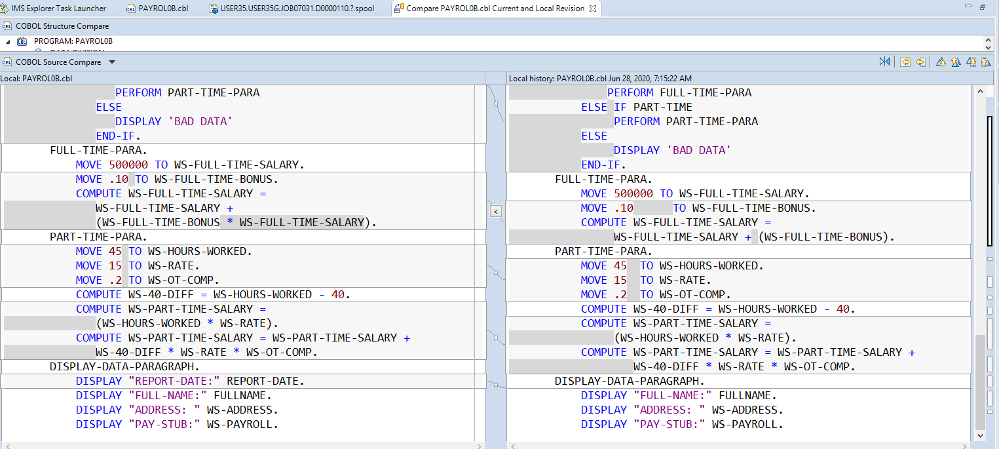 IMS Explorer Task Launcher
PAYROL0B.cbl
USER35.USER35G.JOB07031.D0000110.?.spool
Compare PAYROL0B.cbl Current and Local Revision
CBL COBOL Structure Compare
CBL PROGRAM: PAYROL0B
DATA DIVISION
CBL COBOL Source Compare
Local: PAYROL0B.cbl
PERFORM PART-TIME-PARA
ELSE
DISPLAY 'BAD DATA'
END-IF.
FULL-TIME-PARA.
MOVE 500000 TO WS-FULL-TIME-SALARY.
MOVE .10 TO WS-FULL-TIME-BONUS.
COMPUTE WS-FULL-TIME-SALARY =
WS-FULL-TIME-SALARY +
(WS-FULL-TIME-BONUS * WS-FULL-TIME-SALARY).
PART-TIME-PARA.
MOVE 45 TO WS-HOURS-WORKED.
MOVE 15 TO WS-RATE.
MOVE .2 TO WS-OT-COMP.
COMPUTE WS-40-DIFF = WS-HOURS-WORKED - 40.
COMPUTE WS-PART-TIME-SALARY =
(WS-HOURS-WORKED * WS-RATE).
COMPUTE WS-PART-TIME-SALARY = WS-PART-TIME-SALARY +
WS-40-DIFF * WS-RATE * WS-OT-COMP.
DISPLAY-DATA-PARAGRAPH.
DISPLAY "REPORT-DATE:" REPORT-DATE.
DISPLAY "FULL-NAME:" FULLNAME.
DISPLAY "ADDRESS: " WS-ADDRESS.
DISPLAY "PAY-STUB:" WS-PAYROLL.
Local history: PAYROL0B.cbl Jun 28, 2020, 7:15:22 AM
PERFORM FULL-TIME-PARA
ELSE IF PART-TIME
PERFORM PART-TIME-PARA
ELSE
DISPLAY 'BAD DATA'
END-IF.
FULL-TIME-PARA.
MOVE 500000 TO WS-FULL-TIME-SALARY.
MOVE .10 TO WS-FULL-TIME-BONUS.
COMPUTE WS-FULL-TIME-SALARY =
WS-FULL-TIME-SALARY + (WS-FULL-TIME-BONUS).
PART-TIME-PARA.
MOVE 45 TO WS-HOURS-WORKED.
MOVE 15 TO WS-RATE.
MOVE .2 TO WS-OT-COMP.
COMPUTE WS-40-DIFF = WS-HOURS-WORKED - 40.
COMPUTE WS-PART-TIME-SALARY =
(WS-HOURS-WORKED * WS-RATE).
COMPUTE WS-PART-TIME-SALARY = WS-PART-TIME-SALARY +
WS-40-DIFF * WS-RATE * WS-OT-COMP.
DISPLAY-DATA-PARAGRAPH.
DISPLAY "FULL-NAME:" FULLNAME.
DISPLAY "ADDRESS: " WS-ADDRESS.
DISPLAY "PAY-STUB:" WS-PAYROLL.